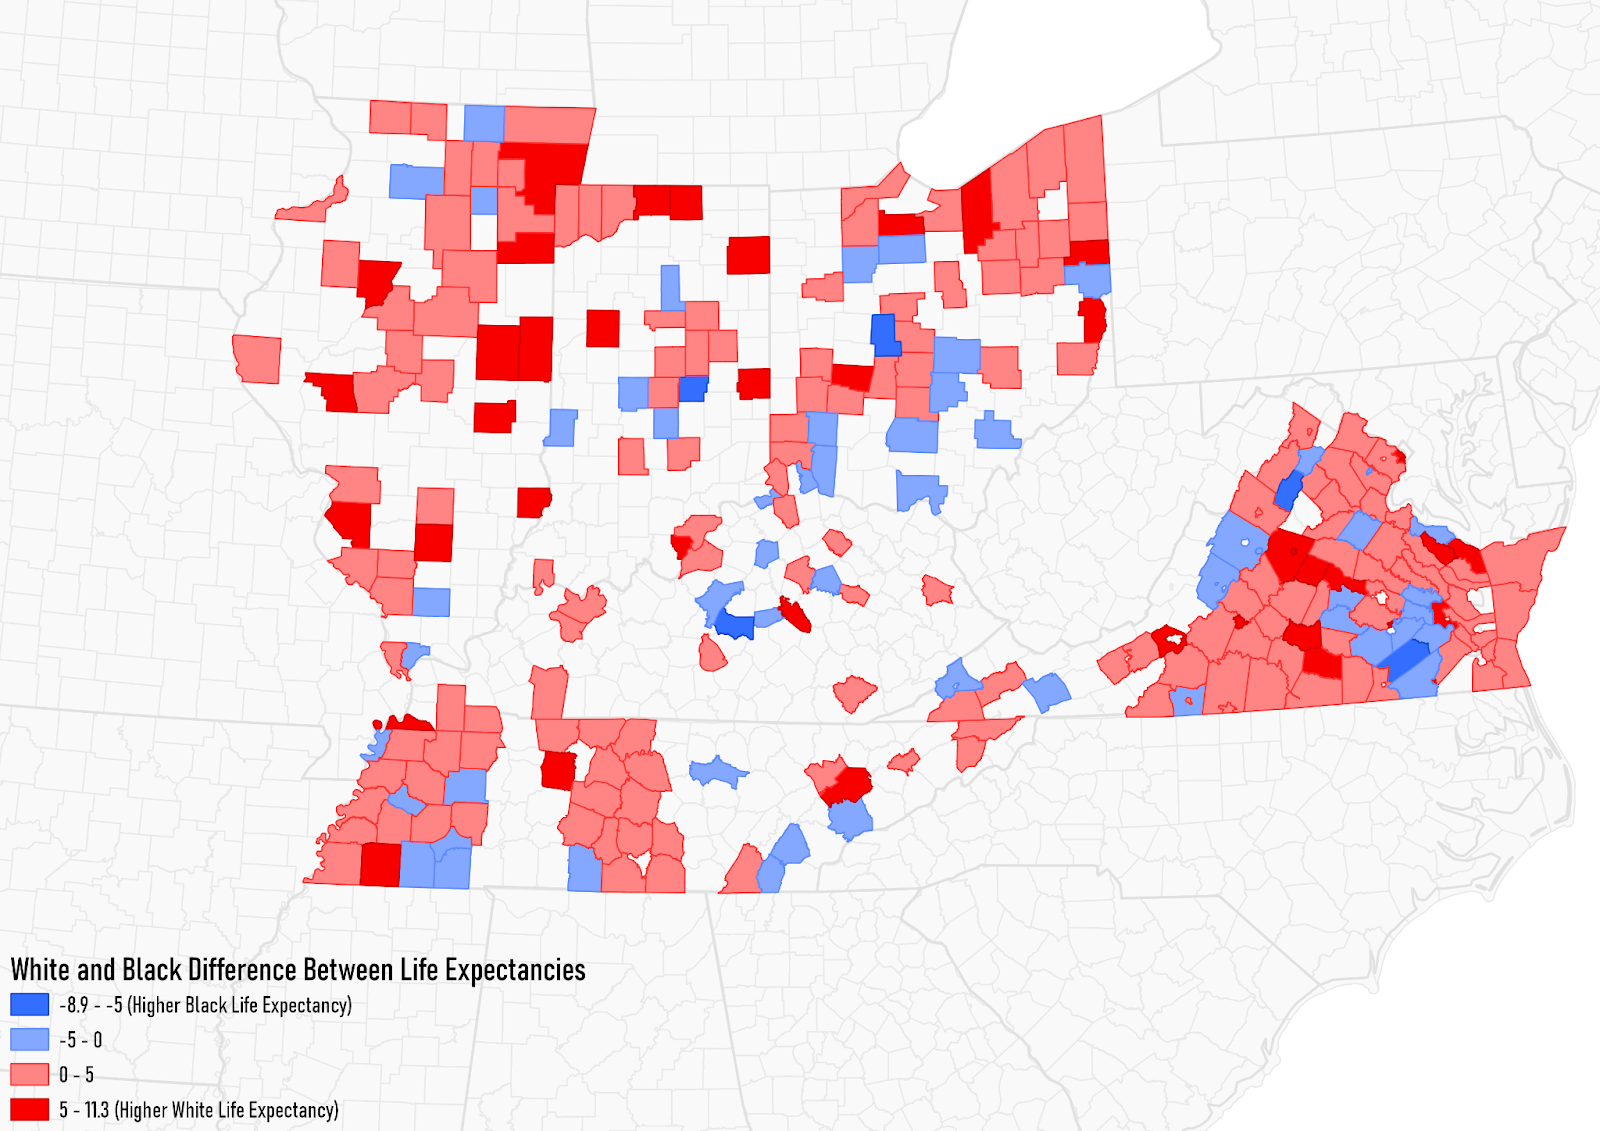 White and Black Difference Between Life Expectancies
-8.9 - -5 (Higher Black Life Expectancy)
-5 - 0
0 - 5
5 - 11.3 (Higher White Life Expectancy)